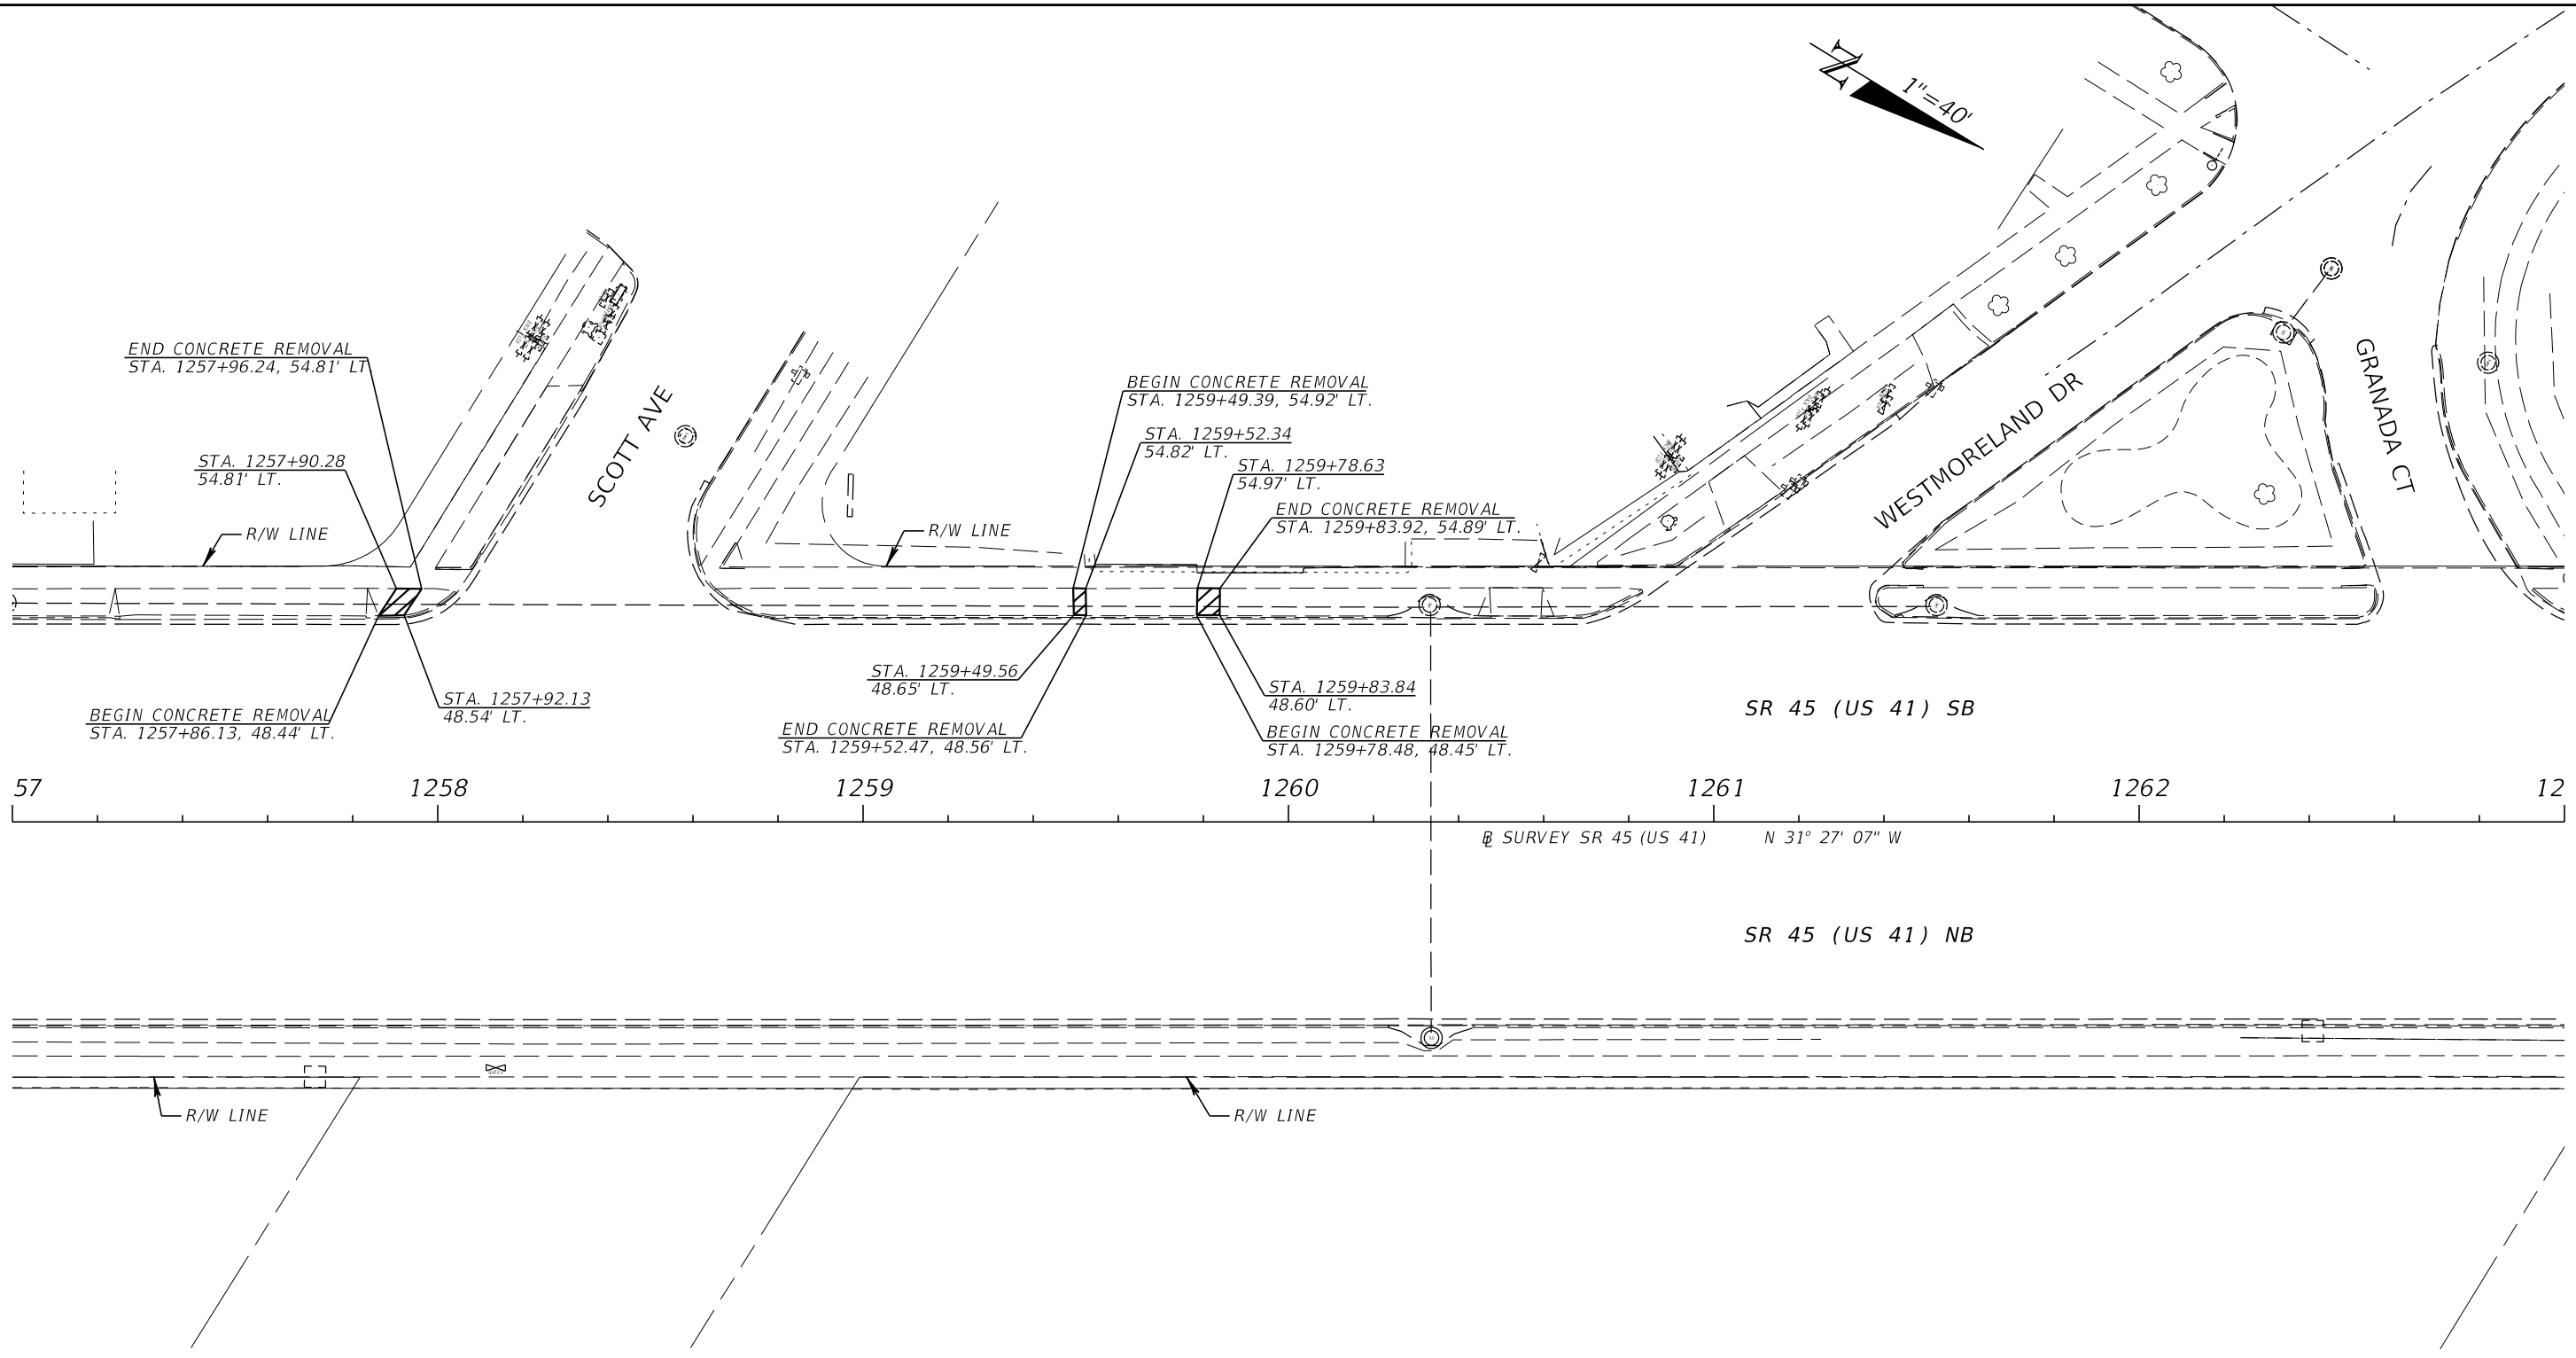 N
1"=40'
END CONCRETE REMOVAL
STA. 1257+96.24, 54.81' LT.
STA. 1257+90.28
54.81' LT.
R/W LINE
BEGIN CONCRETE REMOVAL
STA. 1257+86.13, 48.44' LT.
STA. 1257+92.13
48.54' LT.
SCOTT AVE
R/W LINE
BEGIN CONCRETE REMOVAL
STA. 1259+49.39, 54.92' LT.
STA. 1259+52.34
54.82' LT.
STA. 1259+78.63
54.97' LT.
END CONCRETE REMOVAL
STA. 1259+83.92, 54.89' LT.
STA. 1259+49.56
48.65' LT.
END CONCRETE REMOVAL
STA. 1259+52.47, 48.56' LT.
STA. 1259+83.84
48.60' LT.
BEGIN CONCRETE REMOVAL
STA. 1259+78.48, 48.45' LT.
WESTMORELAND DR
GRANADA CT
SR 45 (US 41) SB
57 1258 1259 1260 1261 1262 12
℄ SURVEY SR 45 (US 41) N 31° 27' 07" W
SR 45 (US 41) NB
R/W LINE
R/W LINE